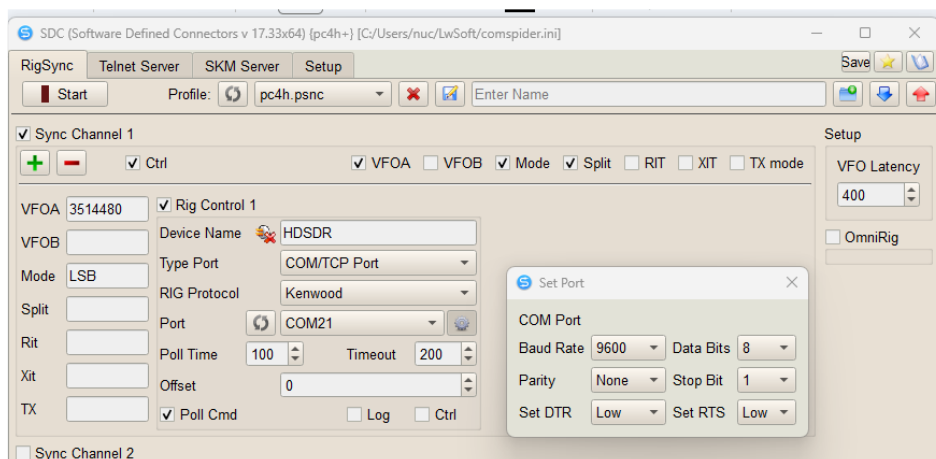 SDC (Software Defined Connectors v 17.33x64) {pc4h+} [C:/Users/nuc/LwSoft/comspider.ini]
RigSync Telnet Server SKM Server Setup Save
Start Profile: pc4h.psnc Enter Name
Sync Channel 1 Setup
Ctrl VFOA VFOB Mode Split RIT XIT TX mode VFO Latency
400
VFOA 3514480 Rig Control 1
VFOB Device Name HDSDR OmniRig
Mode LSB Type Port COM/TCP Port
Split RIG Protocol Kenwood
Rit Port COM21
Poll Time 100 Timeout 200
Xit Offset 0
TX Poll Cmd Log Ctrl
Set Port
COM Port
Baud Rate 9600 Data Bits 8
Parity None Stop Bit 1
Set DTR Low Set RTS Low
Sync Channel 2